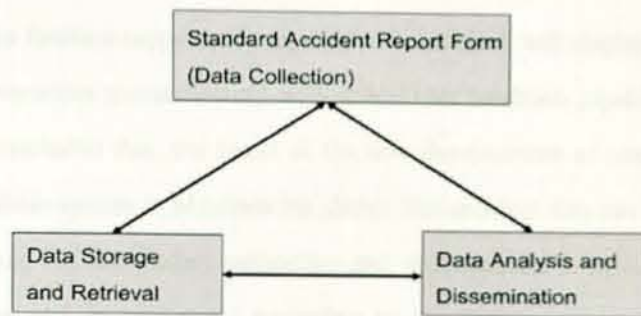 Standard Accident Report Form
(Data Collection)
Data Storage
and Retrieval
Data Analysis and
Dissemination